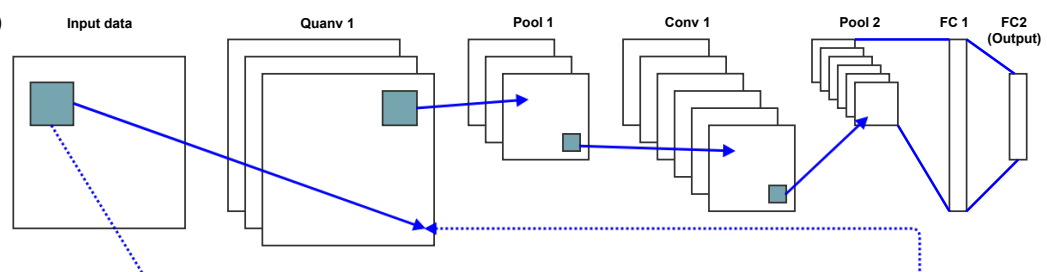 )
Input data
Quanv 1
Pool 1
Conv 1
Pool 2
FC 1
FC2
(Output)